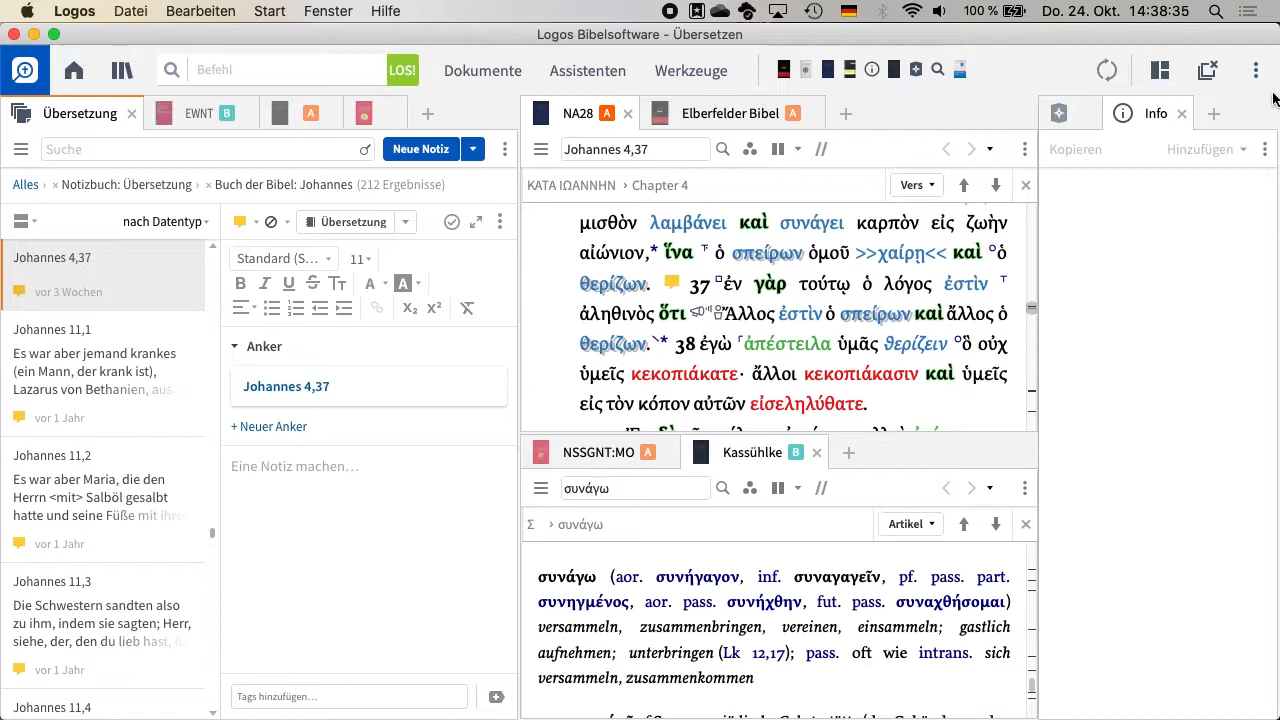 Logos Datei Bearbeiten Start Fenster Hilfe 100 % Do. 24. Okt. 14:38:35
Logos Bibelsoftware - Übersetzen
Befehl LOS! Dokumente Assistenten Werkzeuge
Übersetzung EWNT B A
Suche Neue Notiz
Alles › × Notizbuch: Übersetzung › × Buch der Bibel: Johannes (212 Ergebnisse)
nach Datentyp
Johannes 4,37
vor 3 Wochen
Johannes 11,1
Es war aber jemand krankes
(ein Mann, der krank ist),
Lazarus von Bethanien, aus
vor 1 Jahr
Johannes 11,2
Es war aber Maria, die den
Herrn <mit> Salböl gesalbt
hatte und seine Füße mit ihren
vor 1 Jahr
Johannes 11,3
Die Schwestern sandten also
zu ihm, indem sie sagten; Herr,
siehe, der, den du lieb hast, is
vor 1 Jahr
Johannes 11,4
Übersetzung
Standard (S... 11
B I U S Tт A A
X₂ X²
Anker
Johannes 4,37
+ Neuer Anker
Eine Notiz machen…
Tags hinzufügen…
NA28 A Elberfelder Bibel A
Johannes 4,37
ΚΑΤΑ ΙΩΑΝΝΗΝ › Chapter 4 Vers
μισθὸν λαμβάνει καὶ συνάγει καρπὸν εἰς ζωὴν
αἰώνιον,* ἵνα ⸆ ὁ σπείρων ὁμοῦ >>χαίρῃ<< καὶ °ὁ
θερίζων. 37 ⸋ἐν γὰρ τούτῳ ὁ λόγος ἐστὶν ⸆
ἀληθινὸς ὅτι Ἄλλος ἐστὶν ὁ σπείρων καὶ ἄλλος ὁ
θερίζων.⸌* 38 ἐγὼ ⸀ἀπέστειλα ὑμᾶς θερίζειν °ὃ οὐχ
ὑμεῖς κεκοπιάκατε· ἄλλοι κεκοπιάκασιν καὶ ὑμεῖς
εἰς τὸν κόπον αὐτῶν εἰσεληλύθατε.
NSSGNT:MO A Kassühlke B
συνάγω
Σ › συνάγω Artikel
συνάγω (aor. συνήγαγον, inf. συναγαγεῖν, pf. pass. part.
συνηγμένος, aor. pass. συνήχθην, fut. pass. συναχθήσομαι)
versammeln, zusammenbringen, vereinen, einsammeln; gastlich
aufnehmen; unterbringen (Lk 12,17); pass. oft wie intrans. sich
versammeln, zusammenkommen
Info
Kopieren Hinzufügen